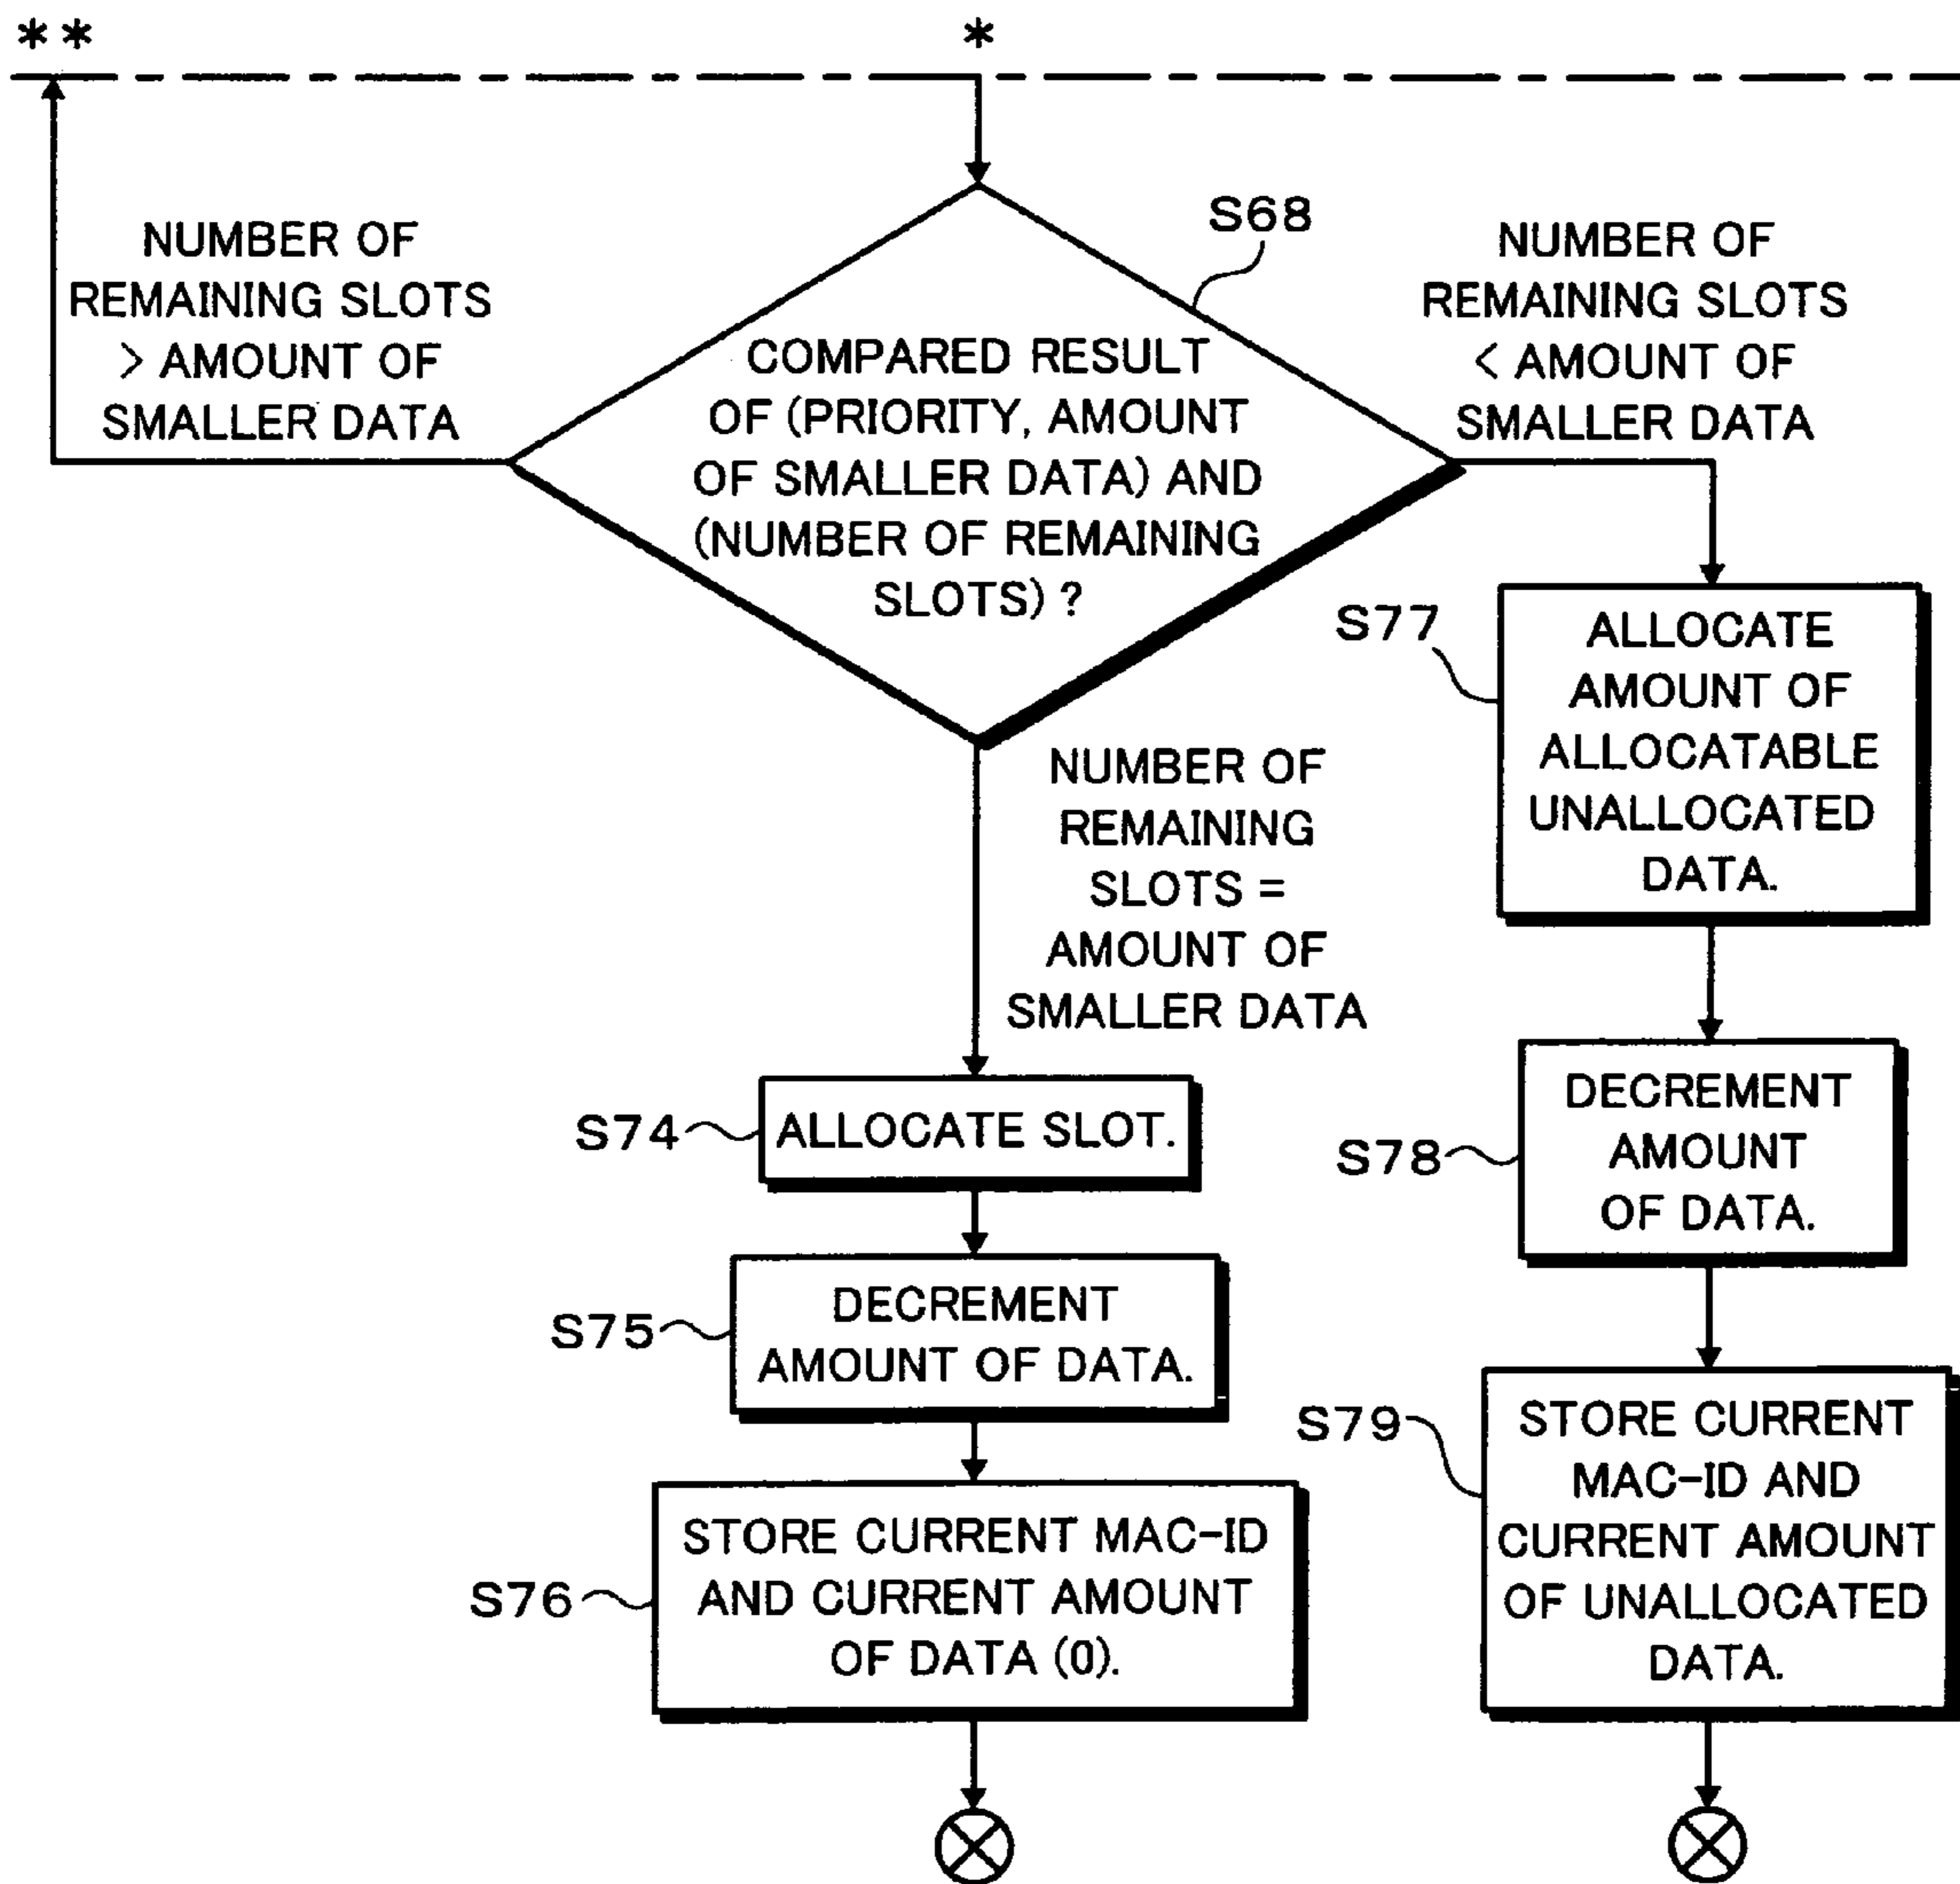 **
*
S68
NUMBER OF
REMAINING SLOTS
> AMOUNT OF
SMALLER DATA
COMPARED RESULT
OF (PRIORITY, AMOUNT
OF SMALLER DATA) AND
(NUMBER OF REMAINING
SLOTS) ?
NUMBER OF
REMAINING SLOTS
< AMOUNT OF
SMALLER DATA
NUMBER OF
REMAINING
SLOTS =
AMOUNT OF
SMALLER DATA
S77
ALLOCATE
AMOUNT OF
ALLOCATABLE
UNALLOCATED
DATA.
S74
ALLOCATE SLOT.
S78
DECREMENT
AMOUNT
OF DATA.
S75
DECREMENT
AMOUNT OF DATA.
S79
STORE CURRENT
MAC-ID AND
CURRENT AMOUNT
OF UNALLOCATED
DATA.
S76
STORE CURRENT MAC-ID
AND CURRENT AMOUNT
OF DATA (0).